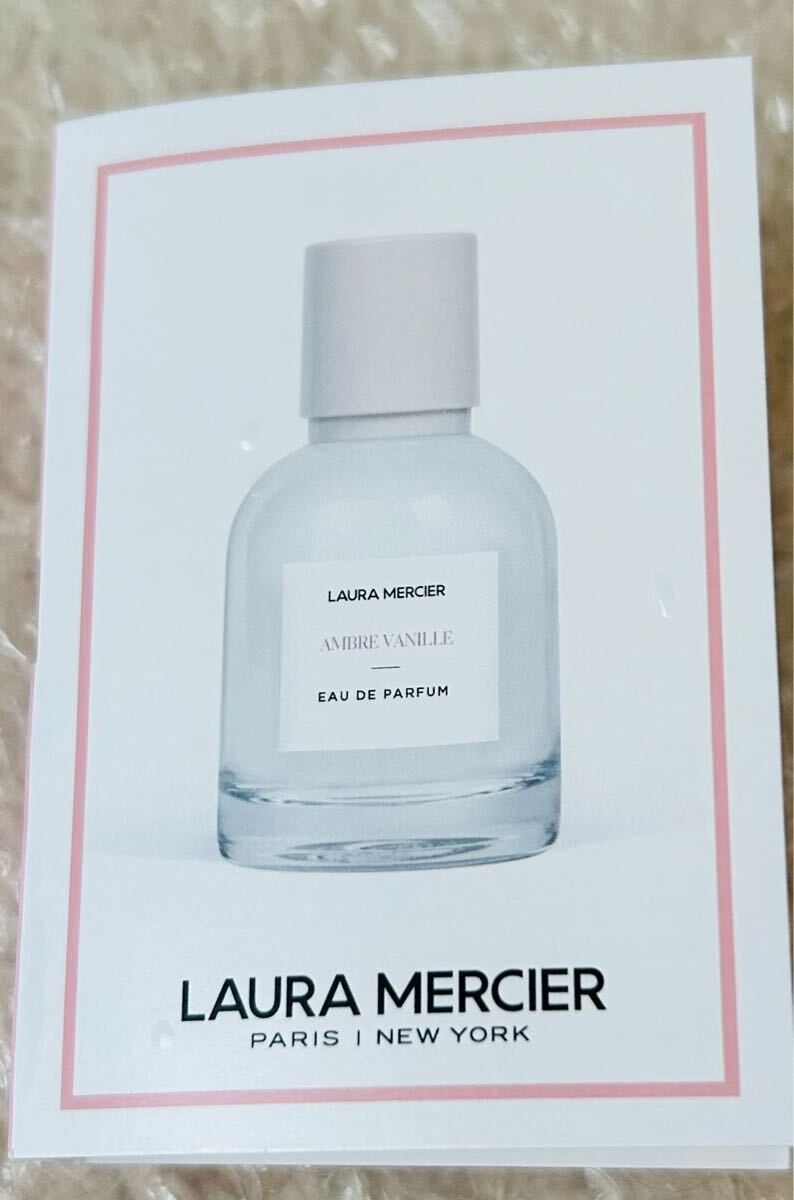 LAURA MERCIER
AMBRE VANILLE
EAU DE PARFUM
LAURA MERCIER
PARIS | NEW YORK